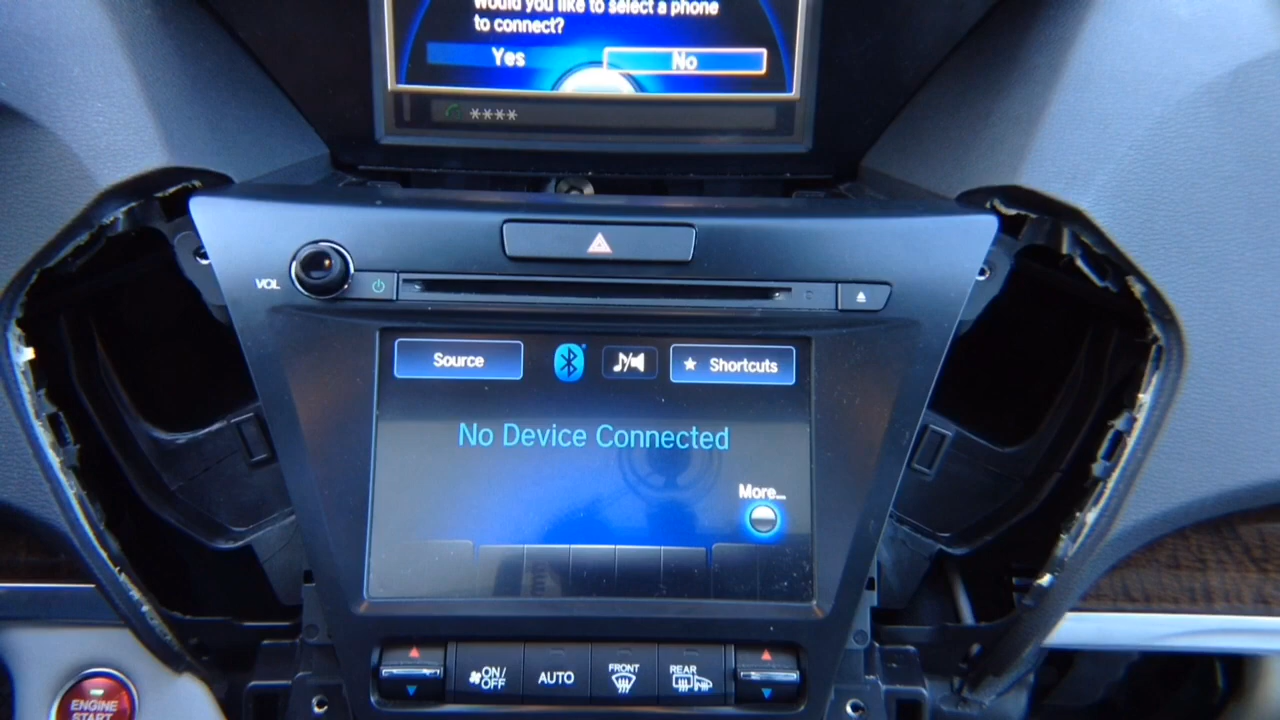 Would you like to select a phone
to connect?
Yes
No
****
VOL
Source
Shortcuts
No Device Connected
More...
ON/
OFF
AUTO
FRONT
REAR
ENGINE
START